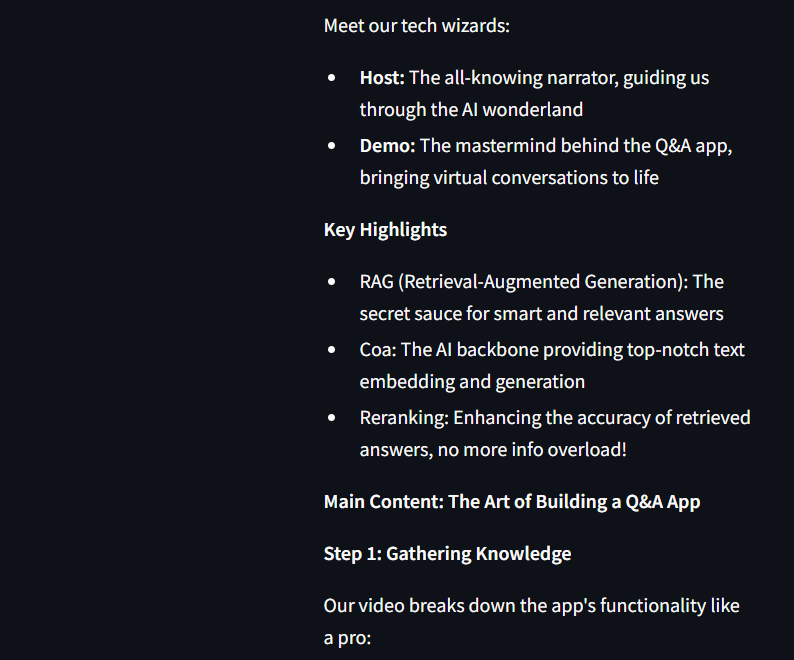 Meet our tech wizards:
• Host: The all-knowing narrator, guiding us
through the AI wonderland
• Demo: The mastermind behind the Q&A app,
bringing virtual conversations to life
Key Highlights
• RAG (Retrieval-Augmented Generation): The
secret sauce for smart and relevant answers
• Coa: The AI backbone providing top-notch text
embedding and generation
• Reranking: Enhancing the accuracy of retrieved
answers, no more info overload!
Main Content: The Art of Building a Q&A App
Step 1: Gathering Knowledge
Our video breaks down the app's functionality like
a pro: